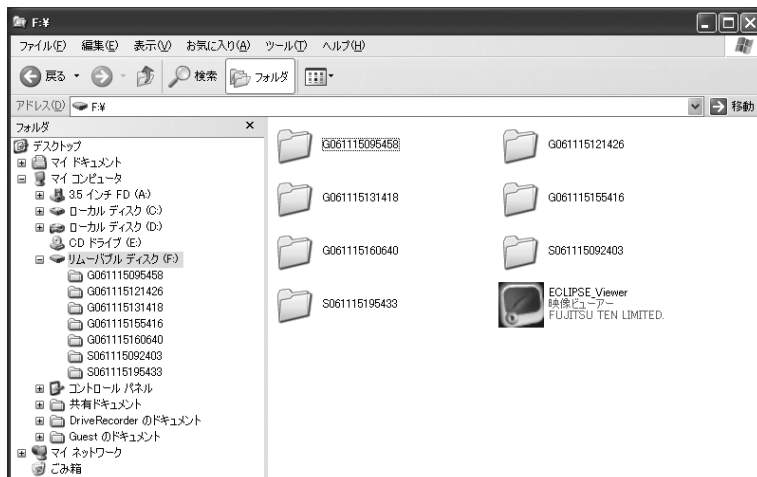 F:¥
ファイル(F) 編集(E) 表示(V) お気に入り(A) ツール(T) ヘルプ(H)
戻る 検索 フォルダ
アドレス(D) F:¥ 移動
フォルダ ×
デスクトップ
マイ ドキュメント
マイ コンピュータ
3.5 インチ FD (A:)
ローカル ディスク (C:)
ローカル ディスク (D:)
CD ドライブ (E:)
リムーバブル ディスク (F:)
G061115095458
G061115121426
G061115131418
G061115155416
G061115160640
S061115092403
S061115195433
コントロール パネル
共有ドキュメント
DriveRecorder のドキュメント
Guest のドキュメント
マイ ネットワーク
ごみ箱
G061115095458 G061115121426
G061115131418 G061115155416
G061115160640 S061115092403
S061115195433
ECLIPSE_Viewer
映像ビューアー
FUJITSU TEN LIMITED.